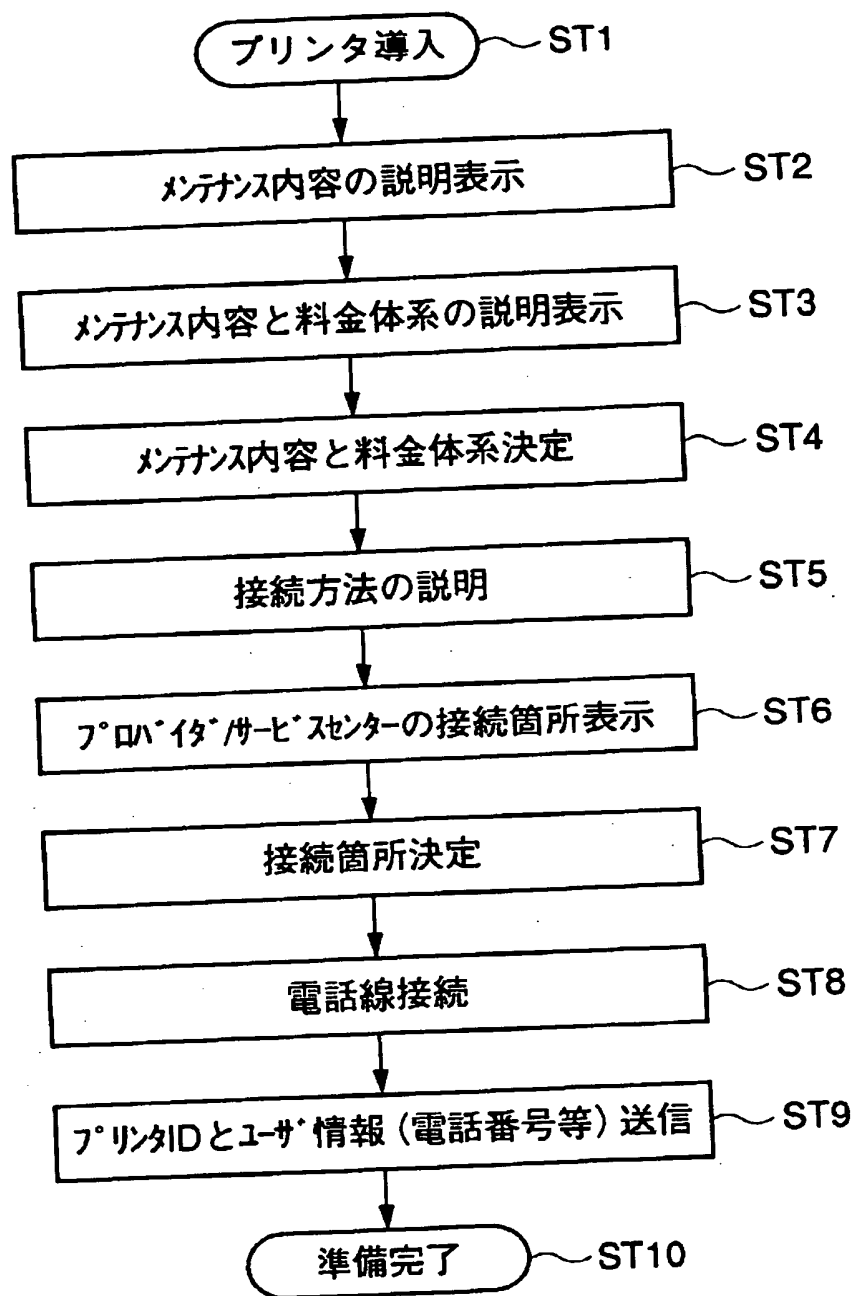 プリンタ導入 ST1
メンテナンス内容の説明表示 ST2
メンテナンス内容と料金体系の説明表示 ST3
メンテナンス内容と料金体系決定 ST4
接続方法の説明 ST5
プロバイダ/サービスセンターの接続箇所表示 ST6
接続箇所決定 ST7
電話線接続 ST8
プリンタIDとユーザ情報(電話番号等)送信 ST9
準備完了 ST10